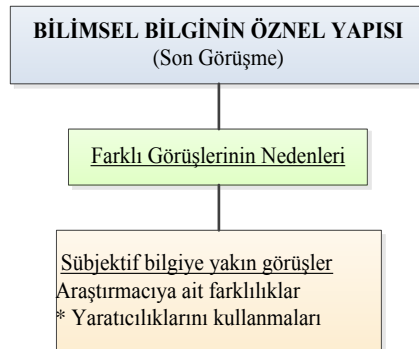 BİLİMSEL BİLGİNİN ÖZNEL YAPISI
(Son Görüşme)
Farklı Görüşlerinin Nedenleri
Sübjektif bilgiye yakın görüşler
Araştırmacıya ait farklılıklar
* Yaratıcılıklarını kullanmaları